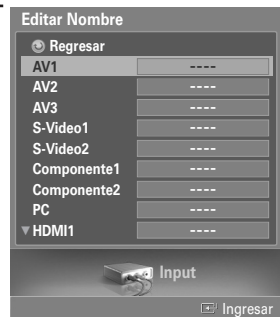 Editar Nombre
Regresar
AV1 ----
AV2 ----
AV3 ----
S-Video1 ----
S-Video2 ----
Componente1 ----
Componente2 ----
PC ----
▼ HDMI1 ----
Input
Ingresar